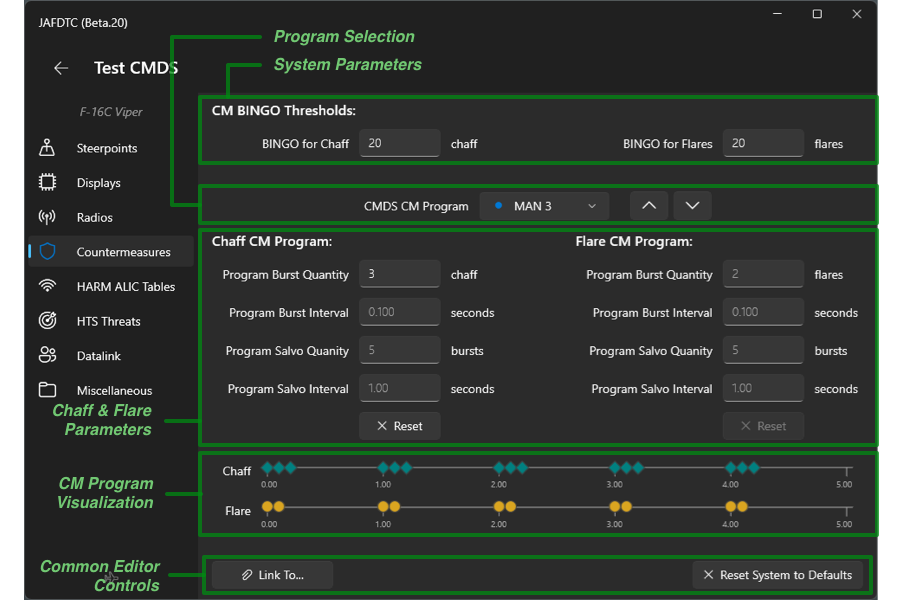 JAFDTC (Beta.20)
Program Selection
System Parameters
Test CMDS
F-16C Viper
Steerpoints
Displays
Radios
Countermeasures
HARM ALIC Tables
HTS Threats
Datalink
Miscellaneous
Chaff & Flare
Parameters
CM Program
Visualization
Common Editor
Controls
CM BINGO Thresholds:
BINGO for Chaff 20 chaff BINGO for Flares 20 flares
CMDS CM Program MAN 3
Chaff CM Program: Flare CM Program:
Program Burst Quantity 3 chaff Program Burst Quantity 2 flares
Program Burst Interval 0.100 seconds Program Burst Interval 0.100 seconds
Program Salvo Quanity 5 bursts Program Salvo Quanity 5 bursts
Program Salvo Interval 1.00 seconds Program Salvo Interval 1.00 seconds
Reset Reset
Chaff
0.00 1.00 2.00 3.00 4.00 5.00
Flare
0.00 1.00 2.00 3.00 4.00 5.00
Link To... Reset System to Defaults